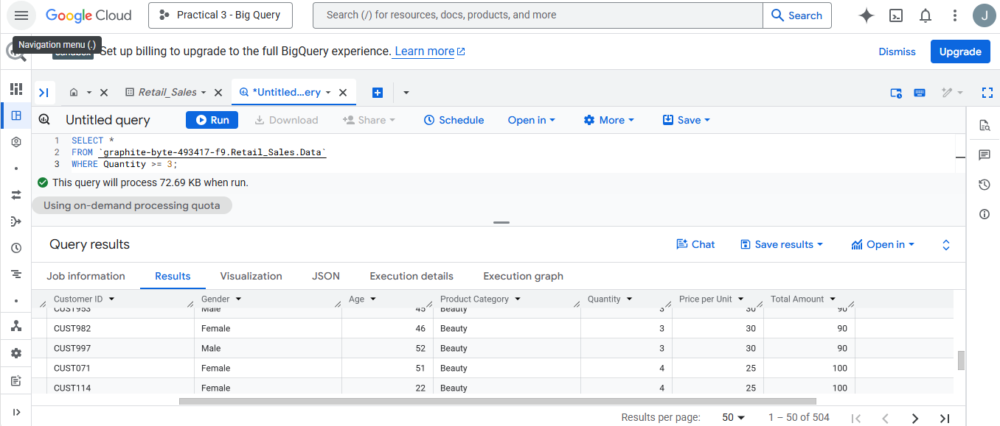 Google Cloud
Practical 3 - Big Query
Search (/) for resources, docs, products, and more
Search
J
Navigation menu (.)
Set up billing to upgrade to the full BigQuery experience. Learn more
Dismiss
Upgrade
Retail_Sales
*Untitled...ery
Untitled query
Run
Download
Share
Schedule
Open in
More
Save
1 SELECT *
2 FROM `graphite-byte-493417-f9.Retail_Sales.Data`
3 WHERE Quantity >= 3;
This query will process 72.69 KB when run.
Using on-demand processing quota
Query results
Chat
Save results
Open in
Job information
Results
Visualization
JSON
Execution details
Execution graph
Customer ID Gender Age Product Category Quantity Price per Unit Total Amount
CUST953 Male 45 Beauty 3 30 90
CUST982 Female 46 Beauty 3 30 90
CUST997 Male 52 Beauty 3 30 90
CUST071 Female 51 Beauty 4 25 100
CUST114 Female 22 Beauty 4 25 100
Results per page: 50 1 – 50 of 504